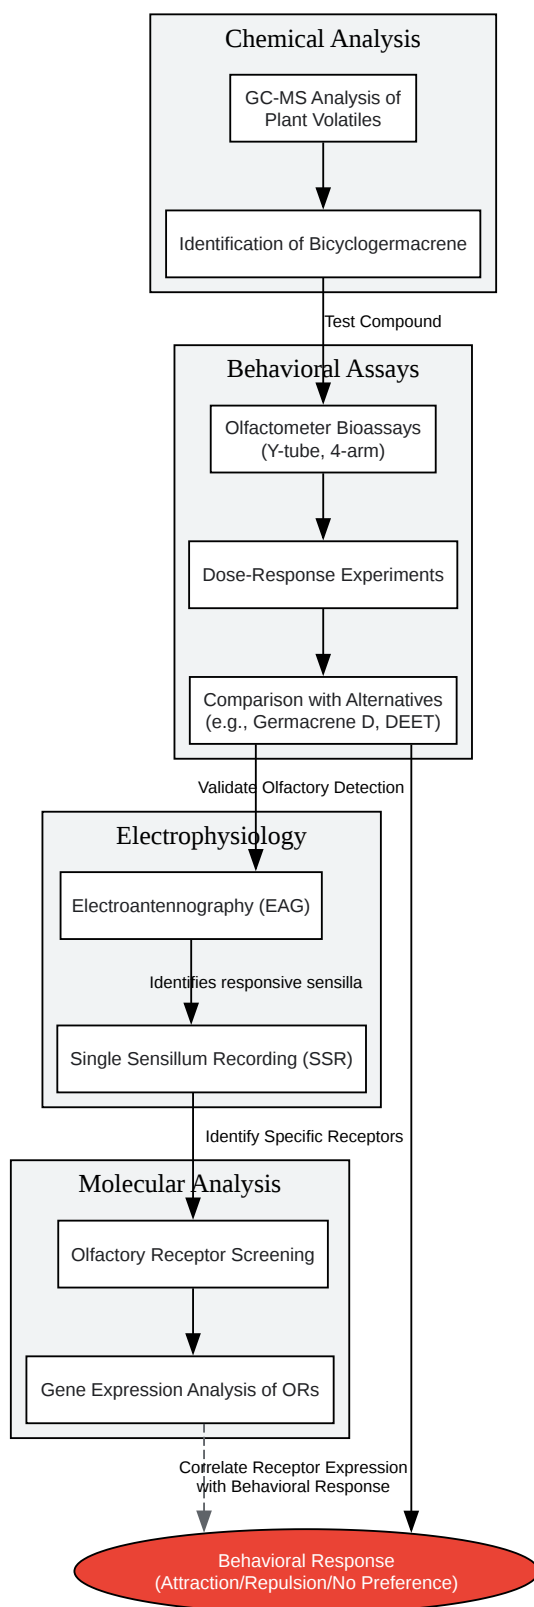 Chemical Analysis
GC-MS Analysis of
Plant Volatiles
Identification of Bicyclogermacrene
Test Compound
Behavioral Assays
Olfactometer Bioassays
(Y-tube, 4-arm)
Dose-Response Experiments
Comparison with Alternatives
(e.g., Germacrene D, DEET)
Validate Olfactory Detection
Electrophysiology
Electroantennography (EAG)
Identifies responsive sensilla
Single Sensillum Recording (SSR)
Identify Specific Receptors
Molecular Analysis
Olfactory Receptor Screening
Gene Expression Analysis of ORs
Correlate Receptor Expression
with Behavioral Response
Behavioral Response
(Attraction/Repulsion/No Preference)